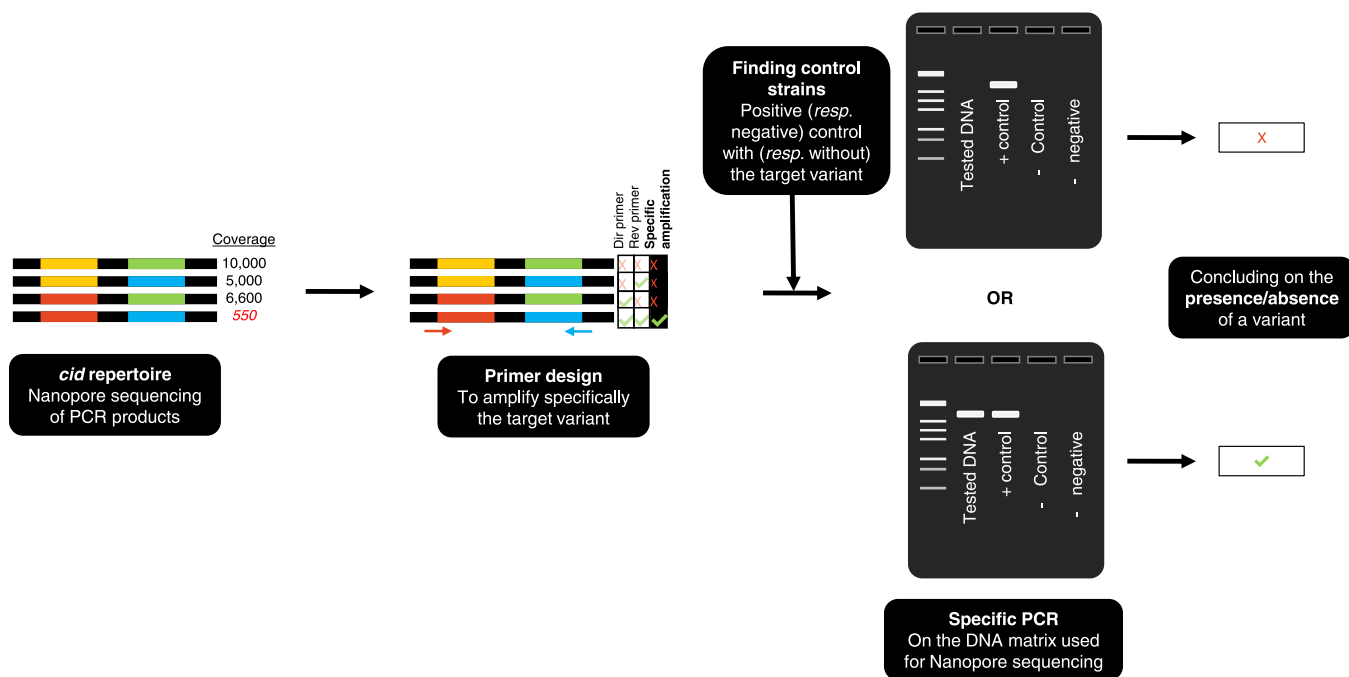 Coverage
10,000
5,000
6,600
550
cid repertoire
Nanopore sequencing
of PCR products
Dir primer
Rev primer
Specific
amplification
X X X
X X
X X
Primer design
To amplify specifically
the target variant
Finding control
strains
Positive (resp.
negative) control
with (resp. without)
the target variant
Tested DNA
+ control
- Control
- negative
X
OR
Tested DNA
+ control
- Control
- negative
Concluding on the
presence/absence
of a variant
Specific PCR
On the DNA matrix used
for Nanopore sequencing